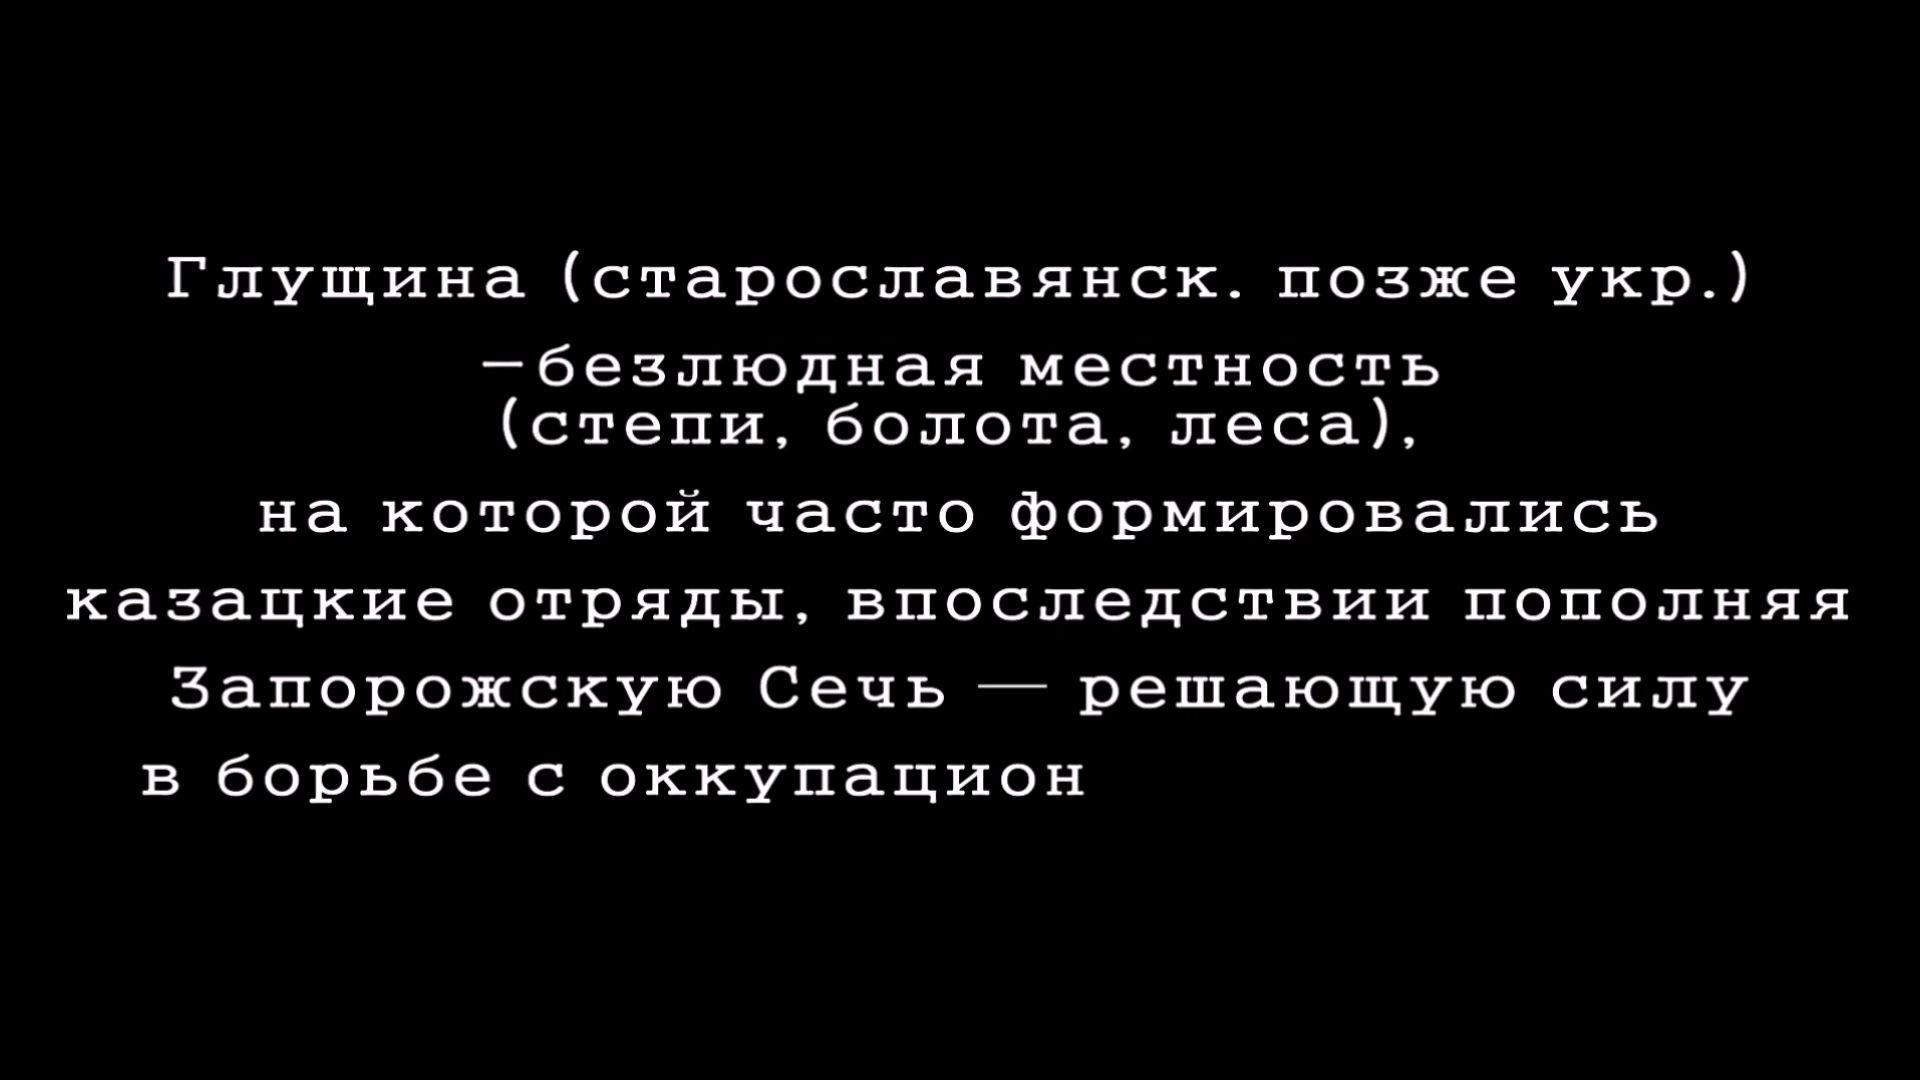 Глущина (старославянск. позже укр.)
—безлюдная местность
(степи, болота, леса),
на которой часто формировались
казацкие отряды, впоследствии пополняя
Запорожскую Сечь — решающую силу
в борьбе с оккупацион